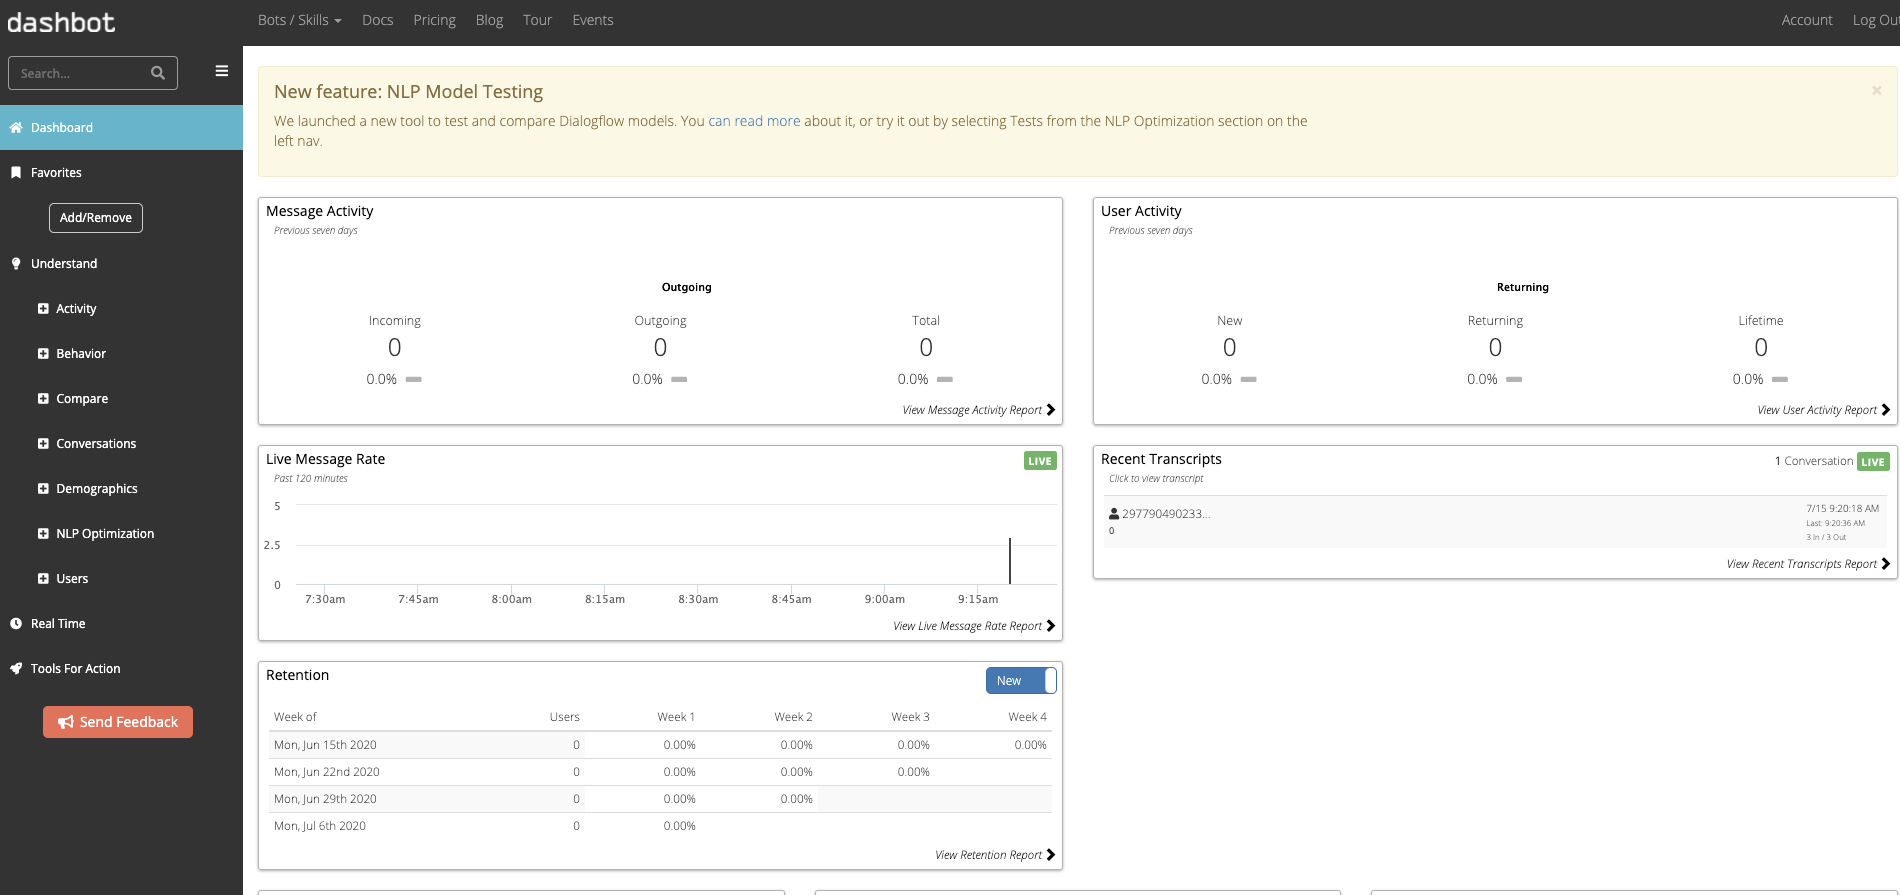 dashbot
Bots / Skills Docs Pricing Blog Tour Events Account Log Out
Search...
Dashboard
Favorites
Add/Remove
Understand
Activity
Behavior
Compare
Conversations
Demographics
NLP Optimization
Users
Real Time
Tools For Action
Send Feedback
New feature: NLP Model Testing
We launched a new tool to test and compare Dialogflow models. You can read more about it, or try it out by selecting Tests from the NLP Optimization section on the
left nav.
×
Message Activity
Previous seven days
Outgoing
Incoming Outgoing Total
0 0 0
0.0% 0.0% 0.0%
View Message Activity Report
User Activity
Previous seven days
Returning
New Returning Lifetime
0 0 0
0.0% 0.0% 0.0%
View User Activity Report
Live Message Rate LIVE
Past 120 minutes
5
2.5
0
7:30am 7:45am 8:00am 8:15am 8:30am 8:45am 9:00am 9:15am
View Live Message Rate Report
Recent Transcripts 1 Conversation LIVE
Click to view transcript
297790490233... 7/15 9:20:18 AM
Last: 9:20:36 AM
0
3 In / 3 Out
View Recent Transcripts Report
Retention New
Week of Users Week 1 Week 2 Week 3 Week 4
Mon, Jun 15th 2020 0 0.00% 0.00% 0.00% 0.00%
Mon, Jun 22nd 2020 0 0.00% 0.00% 0.00%
Mon, Jun 29th 2020 0 0.00% 0.00%
Mon, Jul 6th 2020 0 0.00%
View Retention Report